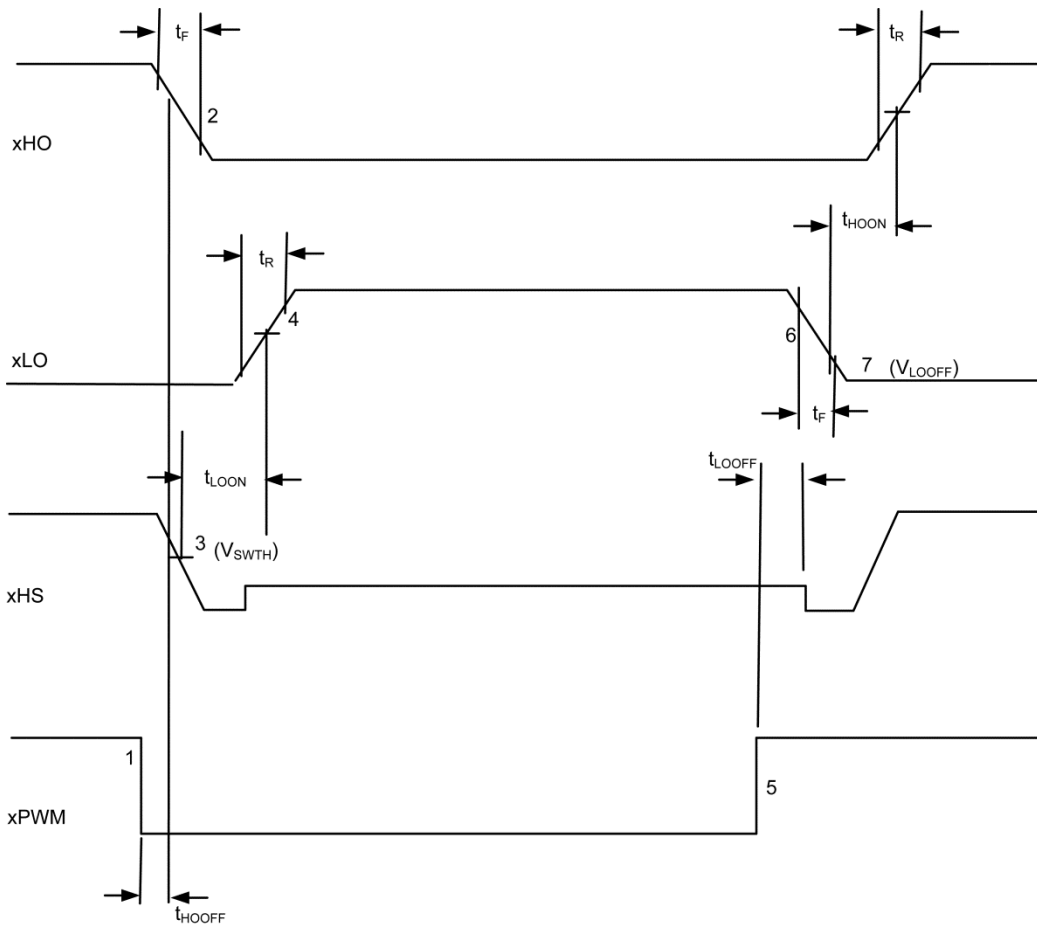 tF
tR
2
xHO
tHOON
tR
4
6
xLO
7 (VLOOFF)
tF
tLOOFF
tLOON
3 (VSWTH)
xHS
1
5
xPWM
tHOOFF